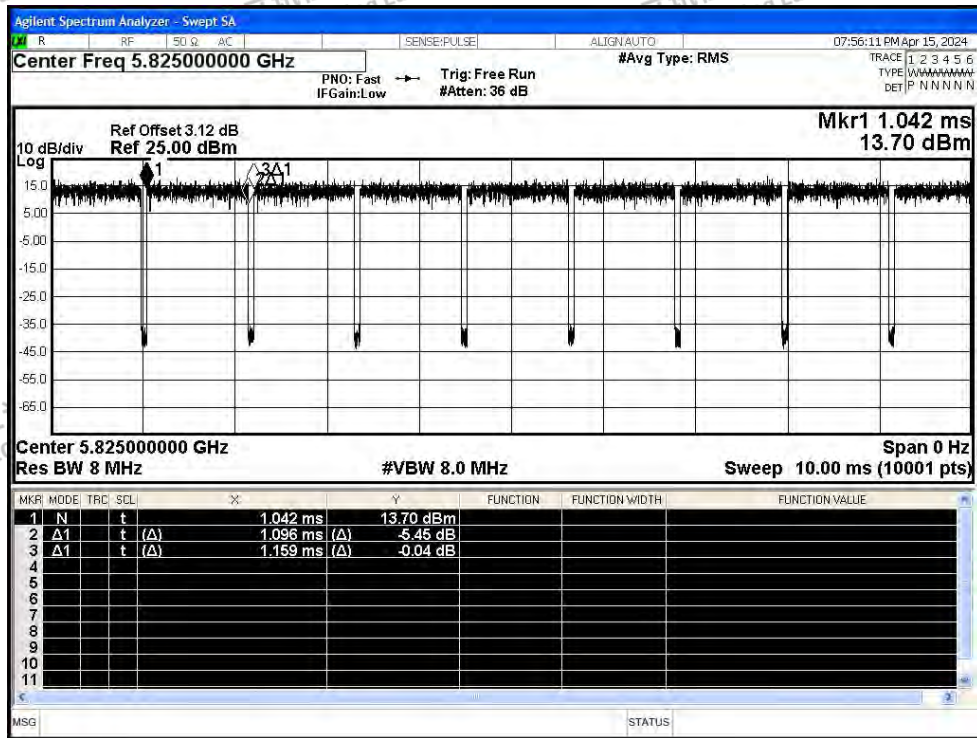 Agilent Spectrum Analyzer - Swept SA
LXI R RF 50 Ω AC SENSE:PULSE ALIGN AUTO 07:56:11 PM Apr 15, 2024
Center Freq 5.825000000 GHz #Avg Type: RMS TRACE 1 2 3 4 5 6
PNO: Fast Trig: Free Run TYPE
IFGain:Low #Atten: 36 dB DET P N N N N N
Mkr1 1.042 ms
Ref Offset 3.12 dB
10 dB/div Ref 25.00 dBm 13.70 dBm
Log
1 3Δ1
2Δ1
15.0
5.00
-5.00
-15.0
-25.0
-35.0
-45.0
-55.0
-65.0
Center 5.825000000 GHz Span 0 Hz
Res BW 8 MHz #VBW 8.0 MHz Sweep 10.00 ms (10001 pts)
MKR MODE TRC SCL X Y FUNCTION FUNCTION WIDTH FUNCTION VALUE
1 N t 1.042 ms 13.70 dBm
2 Δ1 t (Δ) 1.096 ms (Δ) -5.45 dB
3 Δ1 t (Δ) 1.159 ms (Δ) -0.04 dB
4
5
6
7
8
9
10
11
MSG STATUS